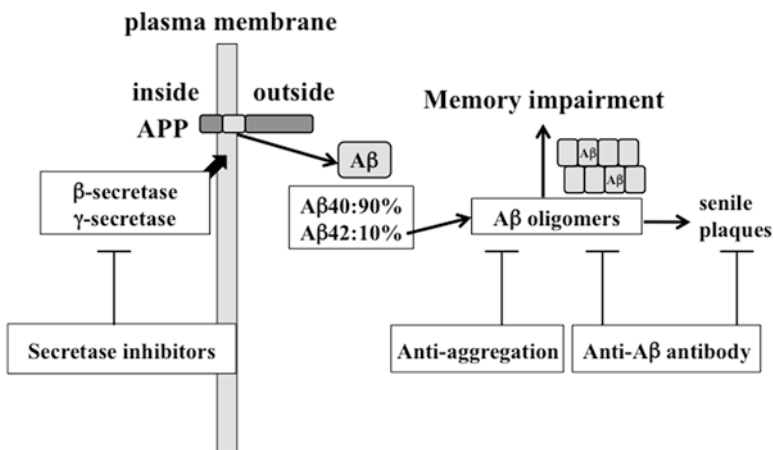 plasma membrane
inside
outside
APP
Aβ
Memory impairment
Aβ
Aβ
β-secretase
γ-secretase
Aβ40:90%
Aβ42:10%
Aβ oligomers
senile
plaques
Secretase inhibitors
Anti-aggregation
Anti-Aβ antibody